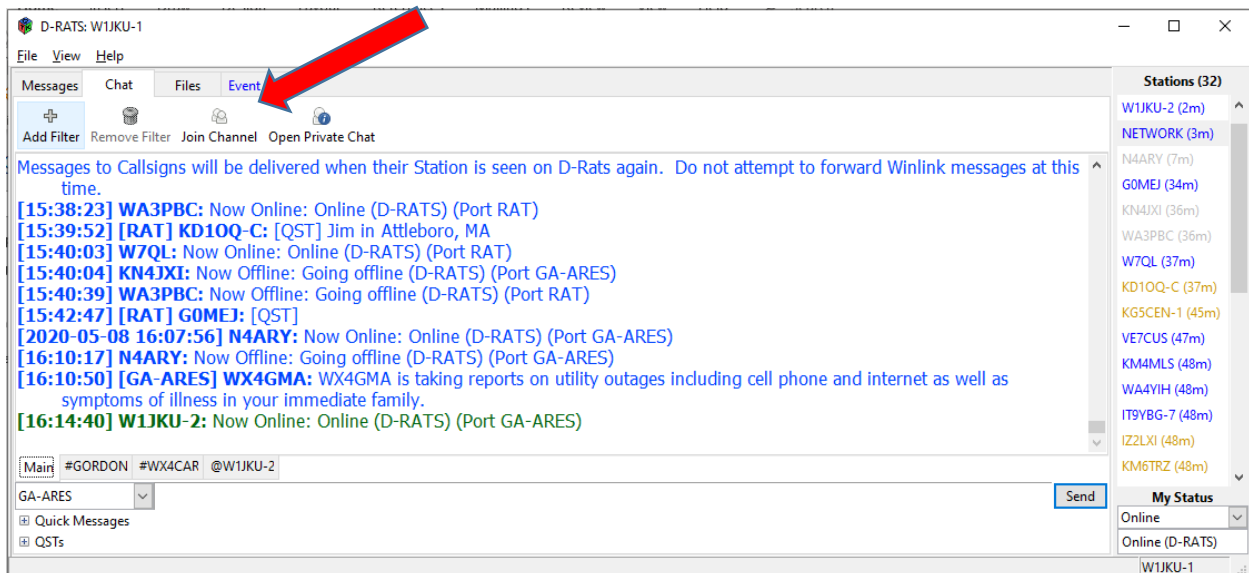 D-RATS: W1JKU-1
File View Help
Messages Chat Files Event
Add Filter Remove Filter Join Channel Open Private Chat
Messages to Callsigns will be delivered when their Station is seen on D-Rats again. Do not attempt to forward Winlink messages at this
time.
[15:38:23] WA3PBC: Now Online: Online (D-RATS) (Port RAT)
[15:39:52] [RAT] KD1OQ-C: [QST] Jim in Attleboro, MA
[15:40:03] W7QL: Now Online: Online (D-RATS) (Port RAT)
[15:40:04] KN4JXI: Now Offline: Going offline (D-RATS) (Port GA-ARES)
[15:40:39] WA3PBC: Now Offline: Going offline (D-RATS) (Port RAT)
[15:42:47] [RAT] G0MEJ: [QST]
[2020-05-08 16:07:56] N4ARY: Now Online: Online (D-RATS) (Port GA-ARES)
[16:10:17] N4ARY: Now Offline: Going offline (D-RATS) (Port GA-ARES)
[16:10:50] [GA-ARES] WX4GMA: WX4GMA is taking reports on utility outages including cell phone and internet as well as
symptoms of illness in your immediate family.
[16:14:40] W1JKU-2: Now Online: Online (D-RATS) (Port GA-ARES)
Main #GORDON #WX4CAR @W1JKU-2
GA-ARES Send
Quick Messages
QSTs
Stations (32)
W1JKU-2 (2m)
NETWORK (3m)
N4ARY (7m)
G0MEJ (34m)
KN4JXI (36m)
WA3PBC (36m)
W7QL (37m)
KD1OQ-C (37m)
KG5CEN-1 (45m)
VE7CUS (47m)
KM4MLS (48m)
WA4YIH (48m)
IT9YBG-7 (48m)
IZ2LXI (48m)
KM6TRZ (48m)
My Status
Online
Online (D-RATS)
W1JKU-1